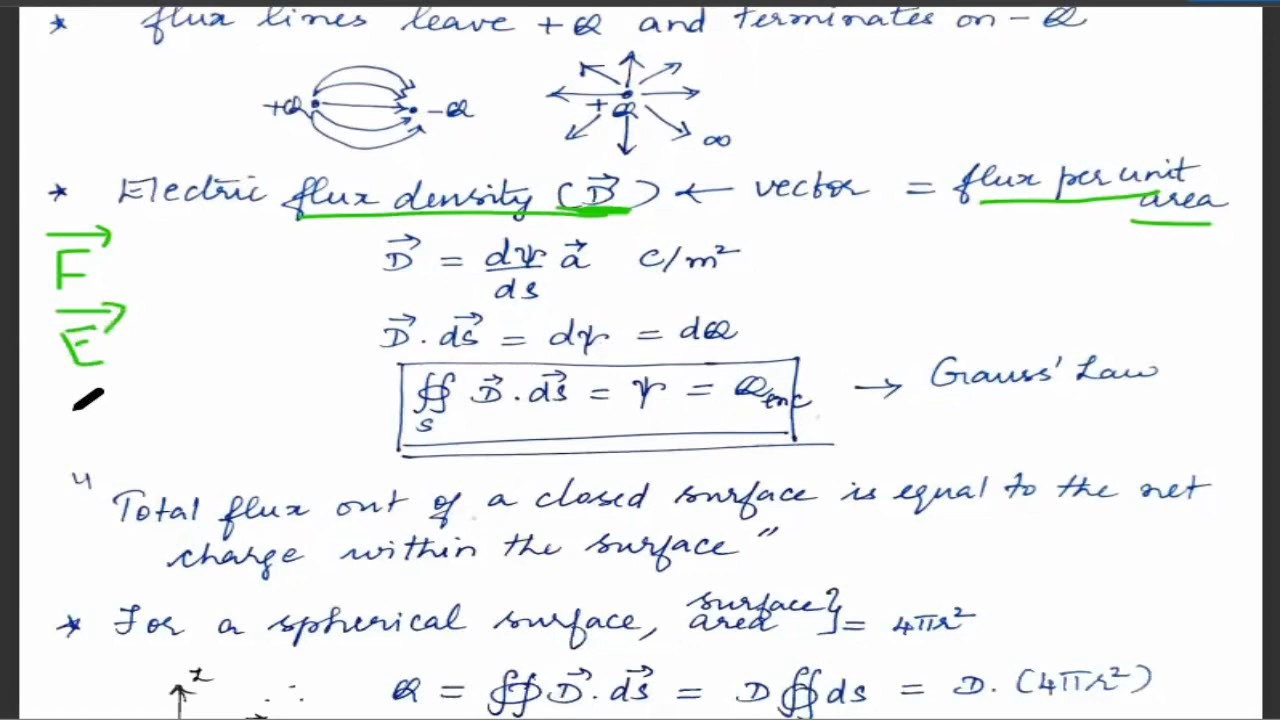 * flux lines leave +Q and terminates on -Q
+Q -Q +Q ∞
* Electric flux density (D⃗) ← vector = flux per unit area
F⃗
D⃗ = dψ/ds a⃗ C/m²
E⃗
D⃗ . ds⃗ = dψ = dQ
∯ₛ D⃗ . ds⃗ = ψ = Qenc → Gauss' Law
" Total flux out of a closed surface is equal to the net
charge within the surface "
* For a spherical surface, surface area } = 4πr²
z ∴ Q = ∯ D⃗ . ds⃗ = D ∯ ds = D. (4πr²)